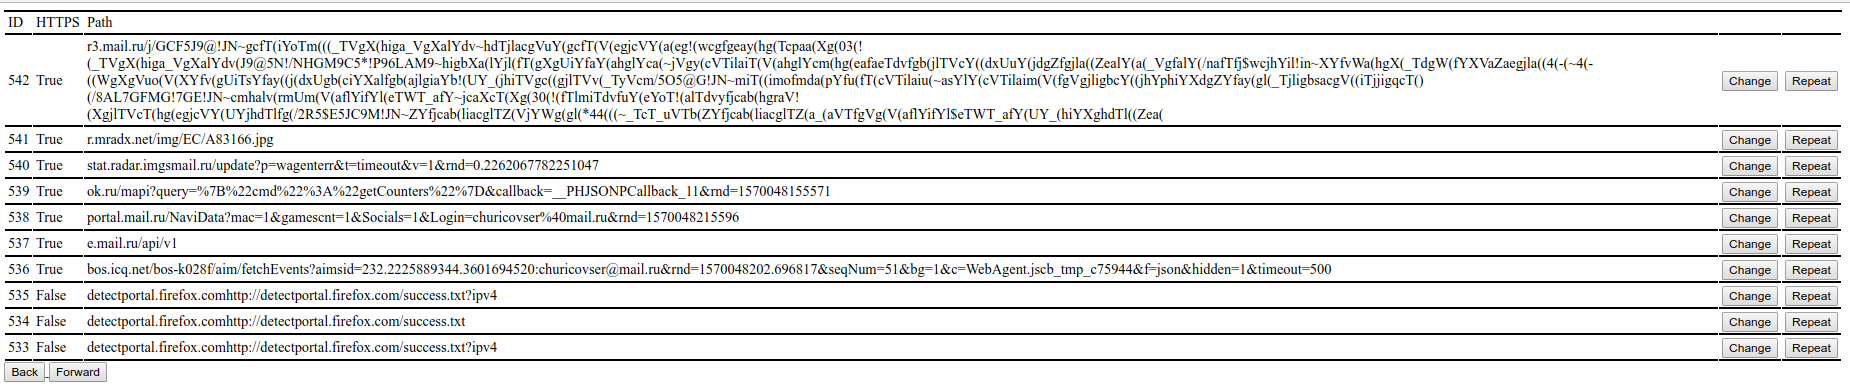 ID HTTPS Path
r3.mail.ru/j/GCF5J9@!JN~gcfT(iYoTm(((_TVgX(higa_VgXalYdv~hdTjlacgVuY(gcfT(V(egjcVY(a(eg!(wcgfgeay(hg(Tcpaa(Xg(03(!
(_TVgX(higa_VgXalYdv(J9@5N!/NHGM9C5*!P96LAM9~higbXa(lYjl(fT(gXgUiYfaY(ahglYca(~jVgy(cVTilaiT(V(ahglYcm(hg(eafaeTdvfgb(jlTVcY((dxUuY(jdgZfgjla((ZealY(a(_VgfalY(/nafTfj$wcjhYil!in~XYfvWa(hgX(_TdgW(fYXVaZaegjla((4(-(~4(-
542 True ((WgXgVuo(V(XYfv(gUiTsYfay((j(dxUgb(ciYXalfgb(ajlgiaYb!(UY_(jhiTVgc((gjlTVv(_TyVcm/5O5@G!JN~miT((imofmda(pYfu(fT(cVTilaiu(~asYlY(cVTilaim(V(fgVgjligbcY((jhYphiYXdgZYfay(gl(_TjligbsacgV((iTjjigqcT() Change Repeat
(/8AL7GFMG!7GE!JN~cmhalv(rmUm(V(aflYifYl(eTWT_afY~jcaXcT(Xg(30(!(fTlmiTdvfuY(eYoT!(alTdvyfjcab(hgraV!
(XgjlTVcT(hg(egjcVY(UYjhdTlfg(/2R5$E5JC9M!JN~ZYfjcab(liacglTZ(VjYWg(gl(*44(((~_TcT_uVTb(ZYfjcab(liacglTZ(a_(aVTfgVg(V(aflYifYl$eTWT_afY(UY_(hiYXghdTl((Zea(
541 True r.mradx.net/img/EC/A83166.jpg Change Repeat
540 True stat.radar.imgsmail.ru/update?p=wagenterr&t=timeout&v=1&rnd=0.2262067782251047 Change Repeat
539 True ok.ru/mapi?query=%7B%22cmd%22%3A%22getCounters%22%7D&callback=__PHJSONPCallback_11&rnd=1570048155571 Change Repeat
538 True portal.mail.ru/NaviData?mac=1&gamescnt=1&Socials=1&Login=churicovser%40mail.ru&rnd=1570048215596 Change Repeat
537 True e.mail.ru/api/v1 Change Repeat
536 True bos.icq.net/bos-k028f/aim/fetchEvents?aimsid=232.2225889344.3601694520:churicovser@mail.ru&rnd=1570048202.696817&seqNum=51&bg=1&c=WebAgent.jscb_tmp_c75944&f=json&hidden=1&timeout=500 Change Repeat
535 False detectportal.firefox.comhttp://detectportal.firefox.com/success.txt?ipv4 Change Repeat
534 False detectportal.firefox.comhttp://detectportal.firefox.com/success.txt Change Repeat
533 False detectportal.firefox.comhttp://detectportal.firefox.com/success.txt?ipv4 Change Repeat
Back Forward